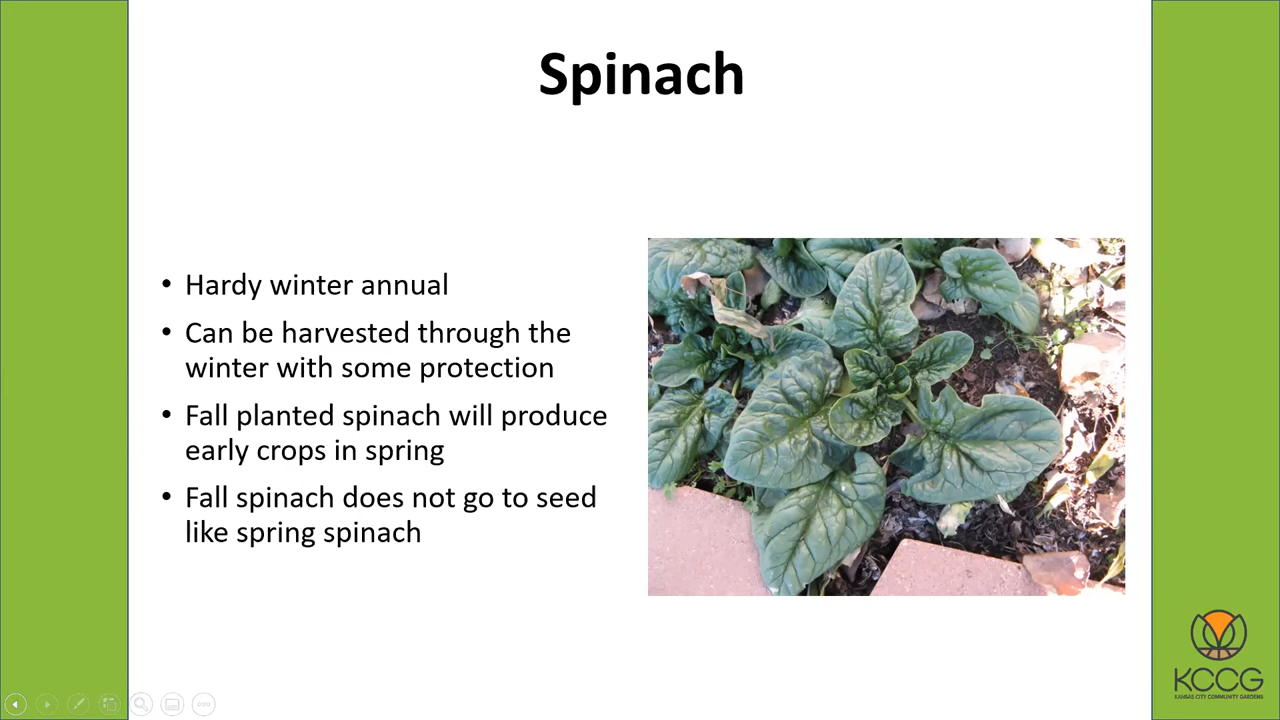 Spinach
• Hardy winter annual
• Can be harvested through the
winter with some protection
• Fall planted spinach will produce
early crops in spring
• Fall spinach does not go to seed
like spring spinach
KCCG
KANSAS CITY COMMUNITY GARDENS